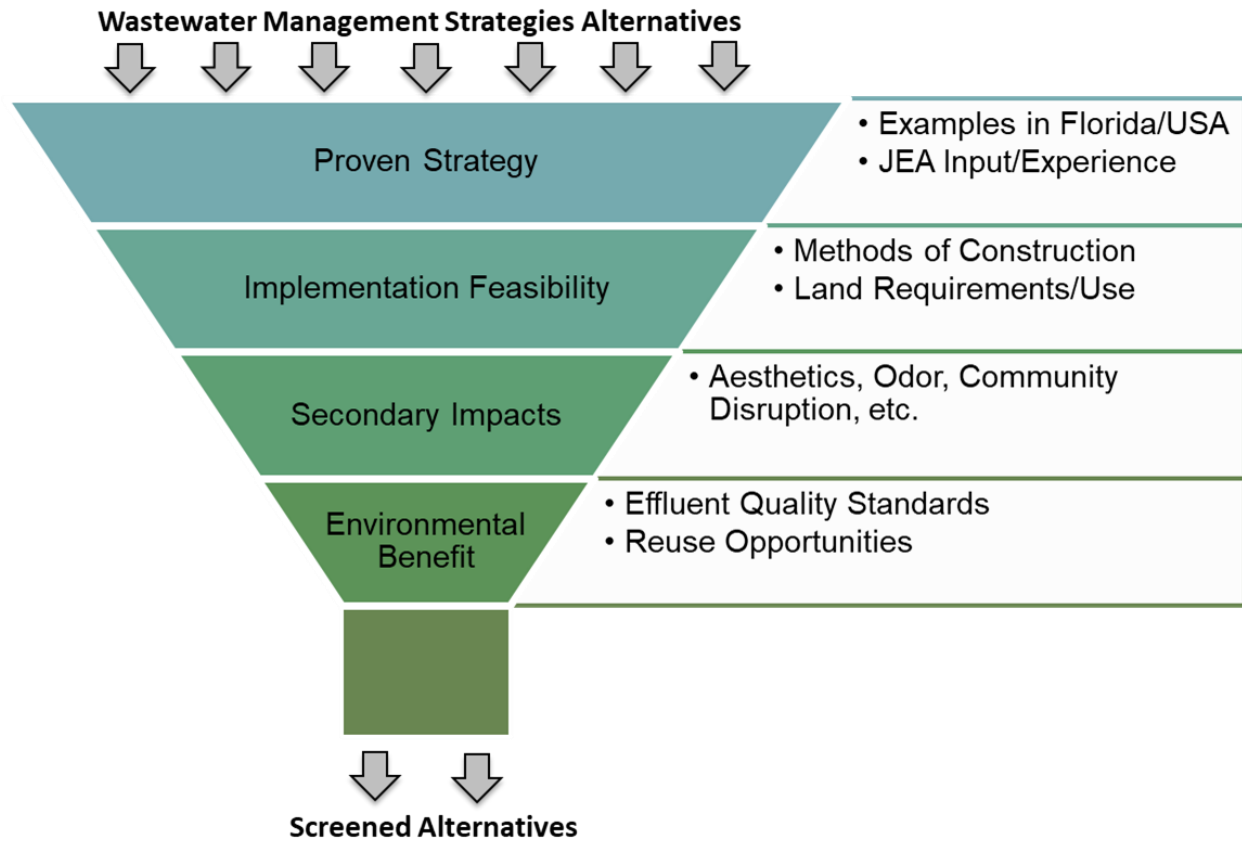 Wastewater Management Strategies Alternatives
Proven Strategy
• Examples in Florida/USA
• JEA Input/Experience
Implementation Feasibility
• Methods of Construction
• Land Requirements/Use
Secondary Impacts
• Aesthetics, Odor, Community
Disruption, etc.
Environmental
Benefit
• Effluent Quality Standards
• Reuse Opportunities
Screened Alternatives